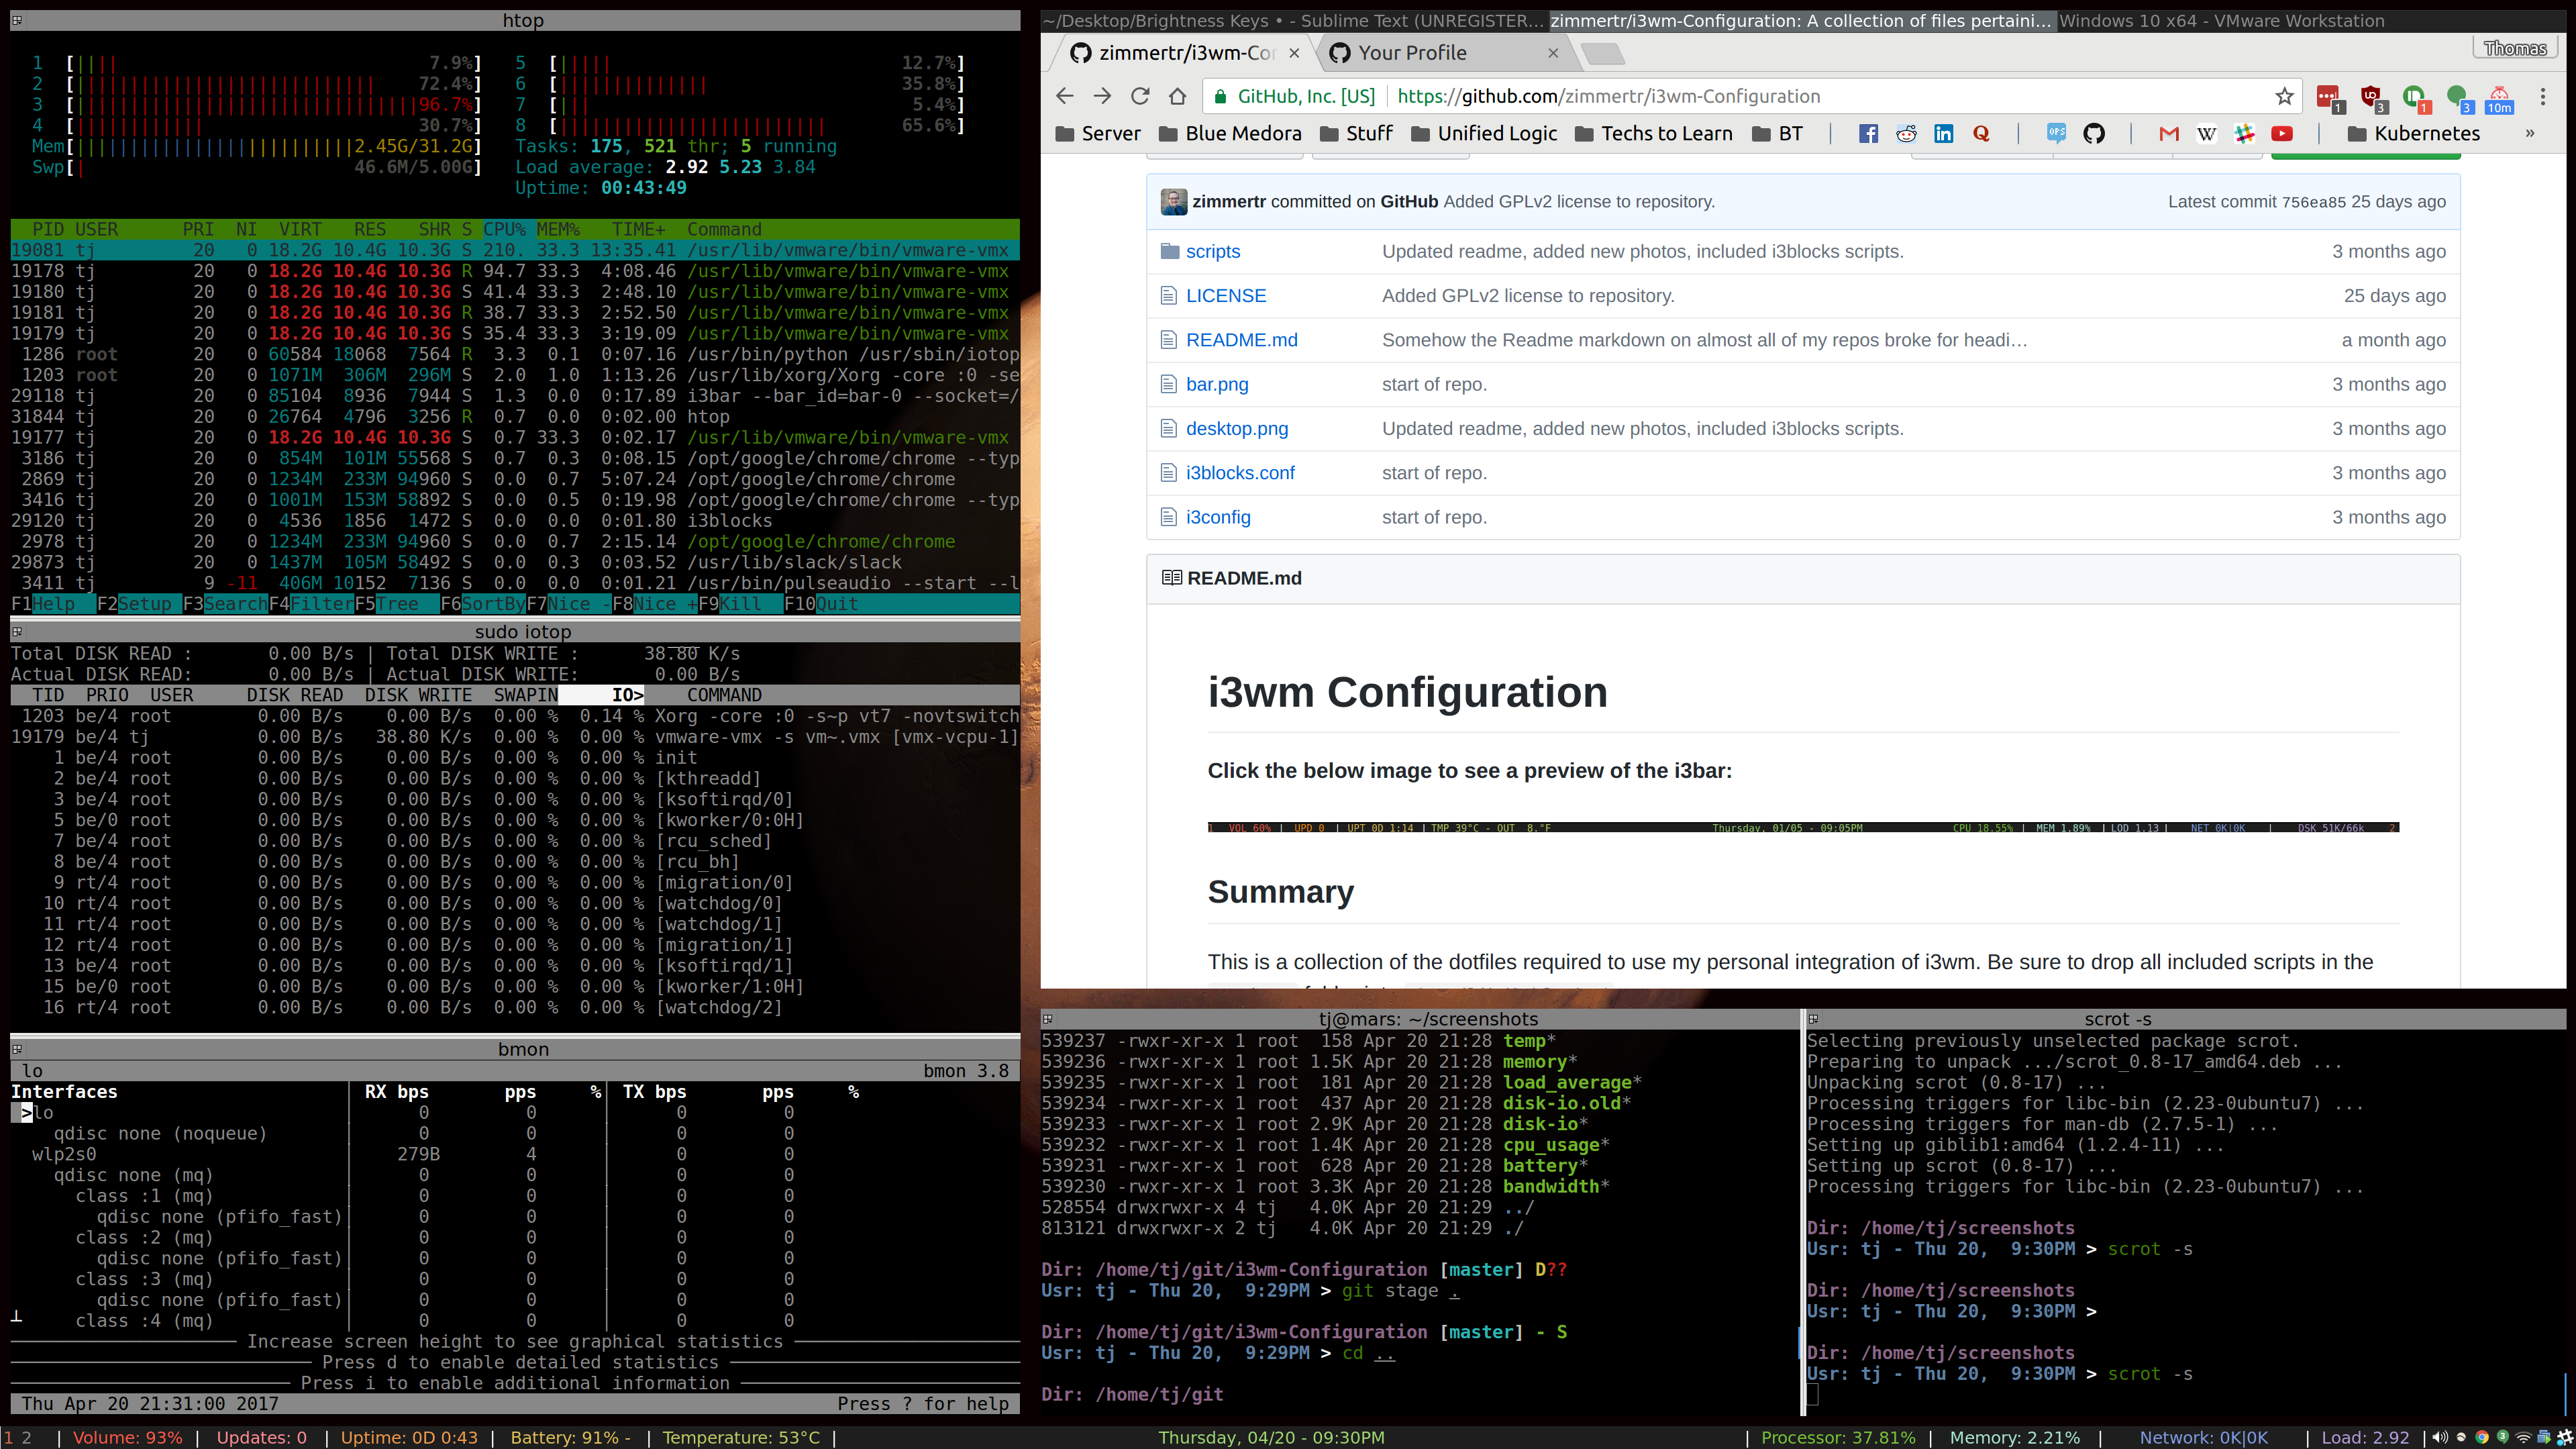 htop
1 [|||| 7.9%] 5 [||||| 12.7%]
2 [|||||||||||||||||||||||||||| 72.4%] 6 [|||||||||||||| 35.8%]
3 [||||||||||||||||||||||||||||||||96.7%] 7 [||| 5.4%]
4 [|||||||||||| 30.7%] 8 [||||||||||||||||||||||||| 65.6%]
Mem[||||||||||||||||||||||||||2.45G/31.2G] Tasks: 175, 521 thr; 5 running
Swp[| 46.6M/5.00G] Load average: 2.92 5.23 3.84
Uptime: 00:43:49
PID USER PRI NI VIRT RES SHR S CPU% MEM% TIME+ Command
19081 tj 20 0 18.2G 10.4G 10.3G S 210. 33.3 13:35.41 /usr/lib/vmware/bin/vmware-vmx
19178 tj 20 0 18.2G 10.4G 10.3G R 94.7 33.3 4:08.46 /usr/lib/vmware/bin/vmware-vmx
19180 tj 20 0 18.2G 10.4G 10.3G S 41.4 33.3 2:48.10 /usr/lib/vmware/bin/vmware-vmx
19181 tj 20 0 18.2G 10.4G 10.3G R 38.7 33.3 2:52.50 /usr/lib/vmware/bin/vmware-vmx
19179 tj 20 0 18.2G 10.4G 10.3G S 35.4 33.3 3:19.09 /usr/lib/vmware/bin/vmware-vmx
1286 root 20 0 60584 18068 7564 R 3.3 0.1 0:07.16 /usr/bin/python /usr/sbin/iotop
1203 root 20 0 1071M 306M 296M S 2.0 1.0 1:13.26 /usr/lib/xorg/Xorg -core :0 -se
29118 tj 20 0 85104 8936 7944 S 1.3 0.0 0:17.89 i3bar --bar_id=bar-0 --socket=/
31844 tj 20 0 26764 4796 3256 R 0.7 0.0 0:02.00 htop
19177 tj 20 0 18.2G 10.4G 10.3G S 0.7 33.3 0:02.17 /usr/lib/vmware/bin/vmware-vmx
3186 tj 20 0 854M 101M 55568 S 0.7 0.3 0:08.15 /opt/google/chrome/chrome --typ
2869 tj 20 0 1234M 233M 94960 S 0.0 0.7 5:07.24 /opt/google/chrome/chrome
3416 tj 20 0 1001M 153M 58892 S 0.0 0.5 0:19.98 /opt/google/chrome/chrome --typ
29120 tj 20 0 4536 1856 1472 S 0.0 0.0 0:01.80 i3blocks
2978 tj 20 0 1234M 233M 94960 S 0.0 0.7 2:15.14 /opt/google/chrome/chrome
29873 tj 20 0 1437M 105M 58492 S 0.0 0.3 0:03.52 /usr/lib/slack/slack
3411 tj 9 -11 406M 10152 7136 S 0.0 0.0 0:01.21 /usr/bin/pulseaudio --start --l
F1Help F2Setup F3SearchF4FilterF5Tree F6SortByF7Nice -F8Nice +F9Kill F10Quit
sudo iotop
Total DISK READ : 0.00 B/s | Total DISK WRITE : 38.80 K/s
Actual DISK READ: 0.00 B/s | Actual DISK WRITE: 0.00 B/s
TID PRIO USER DISK READ DISK WRITE SWAPIN IO> COMMAND
1203 be/4 root 0.00 B/s 0.00 B/s 0.00 % 0.14 % Xorg -core :0 -s~p vt7 -novtswitch
19179 be/4 tj 0.00 B/s 38.80 K/s 0.00 % 0.00 % vmware-vmx -s vm~.vmx [vmx-vcpu-1]
1 be/4 root 0.00 B/s 0.00 B/s 0.00 % 0.00 % init
2 be/4 root 0.00 B/s 0.00 B/s 0.00 % 0.00 % [kthreadd]
3 be/4 root 0.00 B/s 0.00 B/s 0.00 % 0.00 % [ksoftirqd/0]
5 be/0 root 0.00 B/s 0.00 B/s 0.00 % 0.00 % [kworker/0:0H]
7 be/4 root 0.00 B/s 0.00 B/s 0.00 % 0.00 % [rcu_sched]
8 be/4 root 0.00 B/s 0.00 B/s 0.00 % 0.00 % [rcu_bh]
9 rt/4 root 0.00 B/s 0.00 B/s 0.00 % 0.00 % [migration/0]
10 rt/4 root 0.00 B/s 0.00 B/s 0.00 % 0.00 % [watchdog/0]
11 rt/4 root 0.00 B/s 0.00 B/s 0.00 % 0.00 % [watchdog/1]
12 rt/4 root 0.00 B/s 0.00 B/s 0.00 % 0.00 % [migration/1]
13 be/4 root 0.00 B/s 0.00 B/s 0.00 % 0.00 % [ksoftirqd/1]
15 be/0 root 0.00 B/s 0.00 B/s 0.00 % 0.00 % [kworker/1:0H]
16 rt/4 root 0.00 B/s 0.00 B/s 0.00 % 0.00 % [watchdog/2]
bmon
lo bmon 3.8
Interfaces | RX bps pps %| TX bps pps %
>lo | 0 0 | 0 0
qdisc none (noqueue) | 0 0 | 0 0
wlp2s0 | 279B 4 | 0 0
qdisc none (mq) | 0 0 | 0 0
class :1 (mq) | 0 0 | 0 0
qdisc none (pfifo_fast)| 0 0 | 0 0
class :2 (mq) | 0 0 | 0 0
qdisc none (pfifo_fast)| 0 0 | 0 0
class :3 (mq) | 0 0 | 0 0
qdisc none (pfifo_fast)| 0 0 | 0 0
class :4 (mq) | 0 0 | 0 0
Increase screen height to see graphical statistics
Press d to enable detailed statistics
Press i to enable additional information
Thu Apr 20 21:31:00 2017 Press ? for help
~/Desktop/Brightness Keys • - Sublime Text (UNREGISTER... zimmertr/i3wm-Configuration: A collection of files pertaini... Windows 10 x64 - VMware Workstation
zimmertr/i3wm-Cor × Your Profile × Thomas
GitHub, Inc. [US] https://github.com/zimmertr/i3wm-Configuration 1 3 1 3 10m
Server Blue Medora Stuff Unified Logic Techs to Learn BT OPS W Kubernetes »
zimmertr committed on GitHub Added GPLv2 license to repository. Latest commit 756ea85 25 days ago
scripts Updated readme, added new photos, included i3blocks scripts. 3 months ago
LICENSE Added GPLv2 license to repository. 25 days ago
README.md Somehow the Readme markdown on almost all of my repos broke for headi… a month ago
bar.png start of repo. 3 months ago
desktop.png Updated readme, added new photos, included i3blocks scripts. 3 months ago
i3blocks.conf start of repo. 3 months ago
i3config start of repo. 3 months ago
README.md
i3wm Configuration
Click the below image to see a preview of the i3bar:
1 VOL 60% | UPD 0 | UPT 0D 1:14 | TMP 39°C - OUT 8.°F Thursday, 01/05 - 09:05PM CPU 18.55% | MEM 1.89% | LOD 1.13 | NET 0K|0K | DSK 51K/66k 2
Summary
This is a collection of the dotfiles required to use my personal integration of i3wm. Be sure to drop all included scripts in the
tj@mars: ~/screenshots
539237 -rwxr-xr-x 1 root 158 Apr 20 21:28 temp*
539236 -rwxr-xr-x 1 root 1.5K Apr 20 21:28 memory*
539235 -rwxr-xr-x 1 root 181 Apr 20 21:28 load_average*
539234 -rwxr-xr-x 1 root 437 Apr 20 21:28 disk-io.old*
539233 -rwxr-xr-x 1 root 2.9K Apr 20 21:28 disk-io*
539232 -rwxr-xr-x 1 root 1.4K Apr 20 21:28 cpu_usage*
539231 -rwxr-xr-x 1 root 628 Apr 20 21:28 battery*
539230 -rwxr-xr-x 1 root 3.3K Apr 20 21:28 bandwidth*
528554 drwxrwxr-x 4 tj 4.0K Apr 20 21:29 ../
813121 drwxrwxr-x 2 tj 4.0K Apr 20 21:29 ./
Dir: /home/tj/git/i3wm-Configuration [master] D??
Usr: tj - Thu 20, 9:29PM > git stage .
Dir: /home/tj/git/i3wm-Configuration [master] - S
Usr: tj - Thu 20, 9:29PM > cd ..
Dir: /home/tj/git
scrot -s
Selecting previously unselected package scrot.
Preparing to unpack .../scrot_0.8-17_amd64.deb ...
Unpacking scrot (0.8-17) ...
Processing triggers for libc-bin (2.23-0ubuntu7) ...
Processing triggers for man-db (2.7.5-1) ...
Setting up giblib1:amd64 (1.2.4-11) ...
Setting up scrot (0.8-17) ...
Processing triggers for libc-bin (2.23-0ubuntu7) ...
Dir: /home/tj/screenshots
Usr: tj - Thu 20, 9:30PM > scrot -s
Dir: /home/tj/screenshots
Usr: tj - Thu 20, 9:30PM >
Dir: /home/tj/screenshots
Usr: tj - Thu 20, 9:30PM > scrot -s
1 2 | Volume: 93% | Updates: 0 | Uptime: 0D 0:43 | Battery: 91% - | Temperature: 53°C | Thursday, 04/20 - 09:30PM | Processor: 37.81% | Memory: 2.21% | Network: 0K|0K | Load: 2.92 |